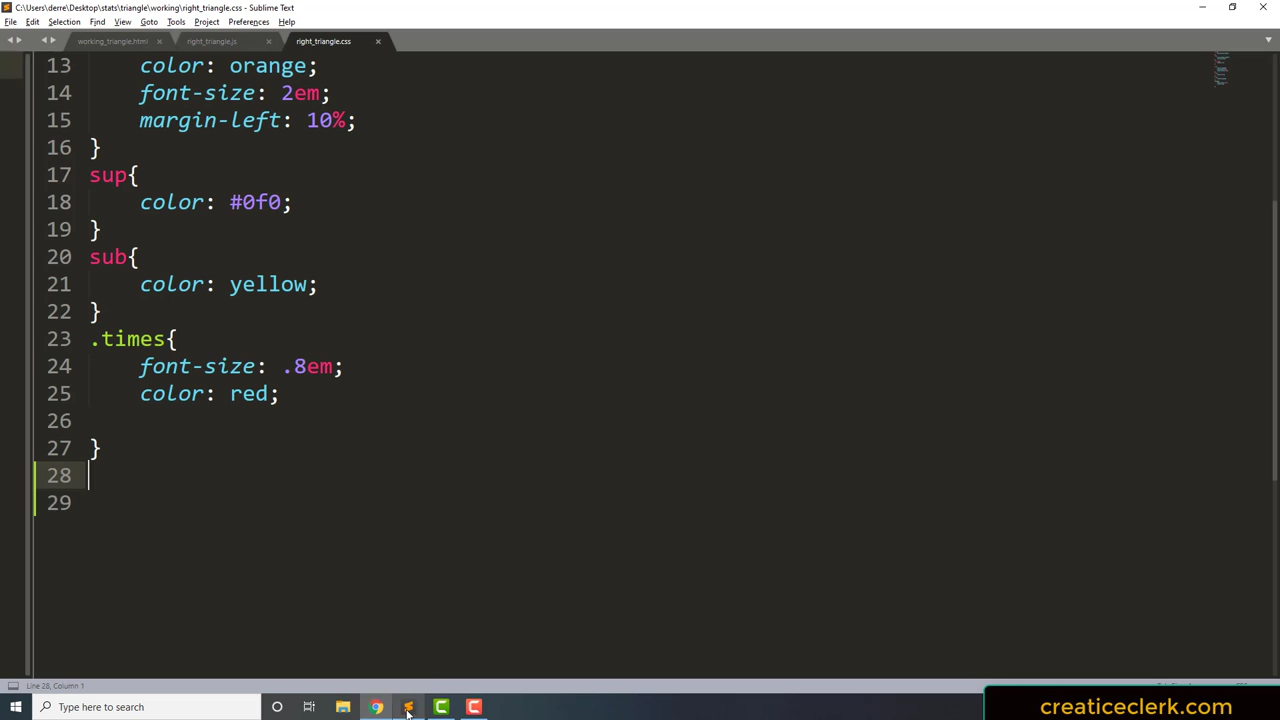 C:\Users\derre\Desktop\stats\triangle\working\right_triangle.css - Sublime Text
File Edit Selection Find View Goto Tools Project Preferences Help
working_triangle.html right_triangle.js right_triangle.css
13 color: orange;
14 font-size: 2em;
15 margin-left: 10%;
16 }
17 sup{
18 color: #0f0;
19 }
20 sub{
21 color: yellow;
22 }
23 .times{
24 font-size: .8em;
25 color: red;
26
27 }
28
29
Line 28, Column 1
Type here to search
creaticeclerk.com